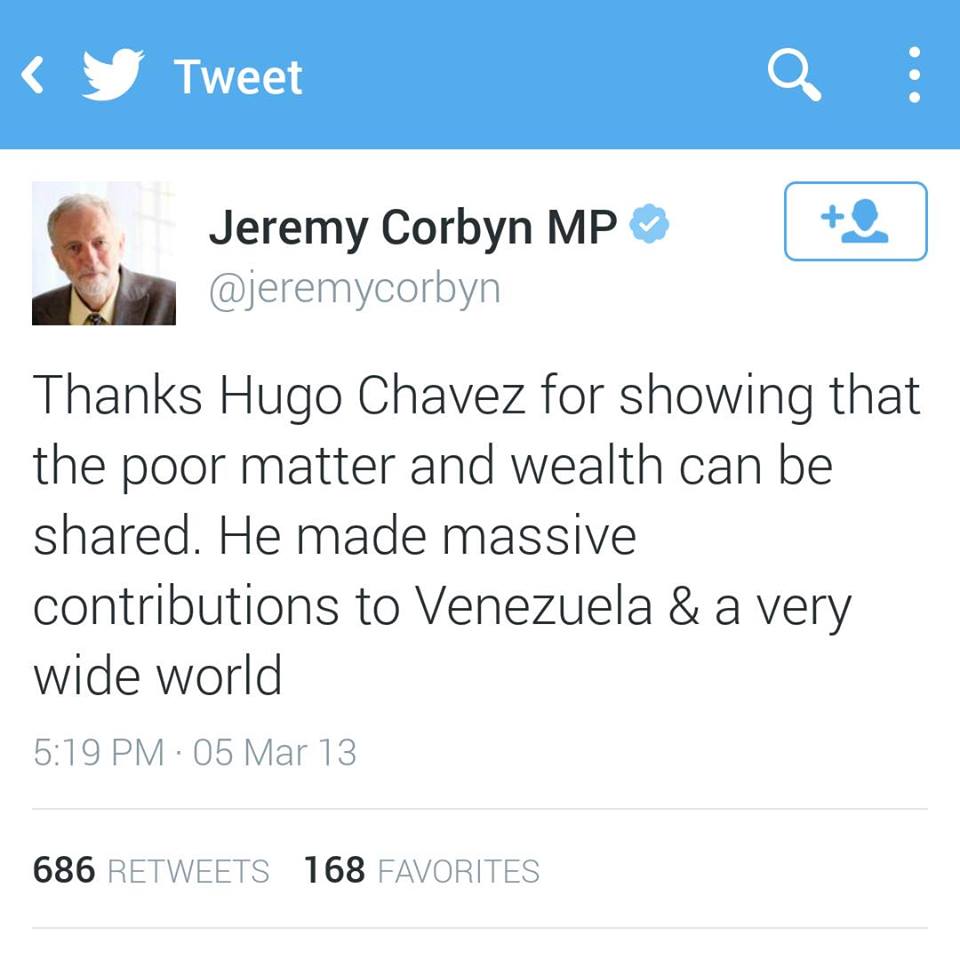 Tweet
Jeremy Corbyn MP
@jeremycorbyn
Thanks Hugo Chavez for showing that
the poor matter and wealth can be
shared. He made massive
contributions to Venezuela & a very
wide world
5:19 PM · 05 Mar 13
686 RETWEETS 168 FAVORITES